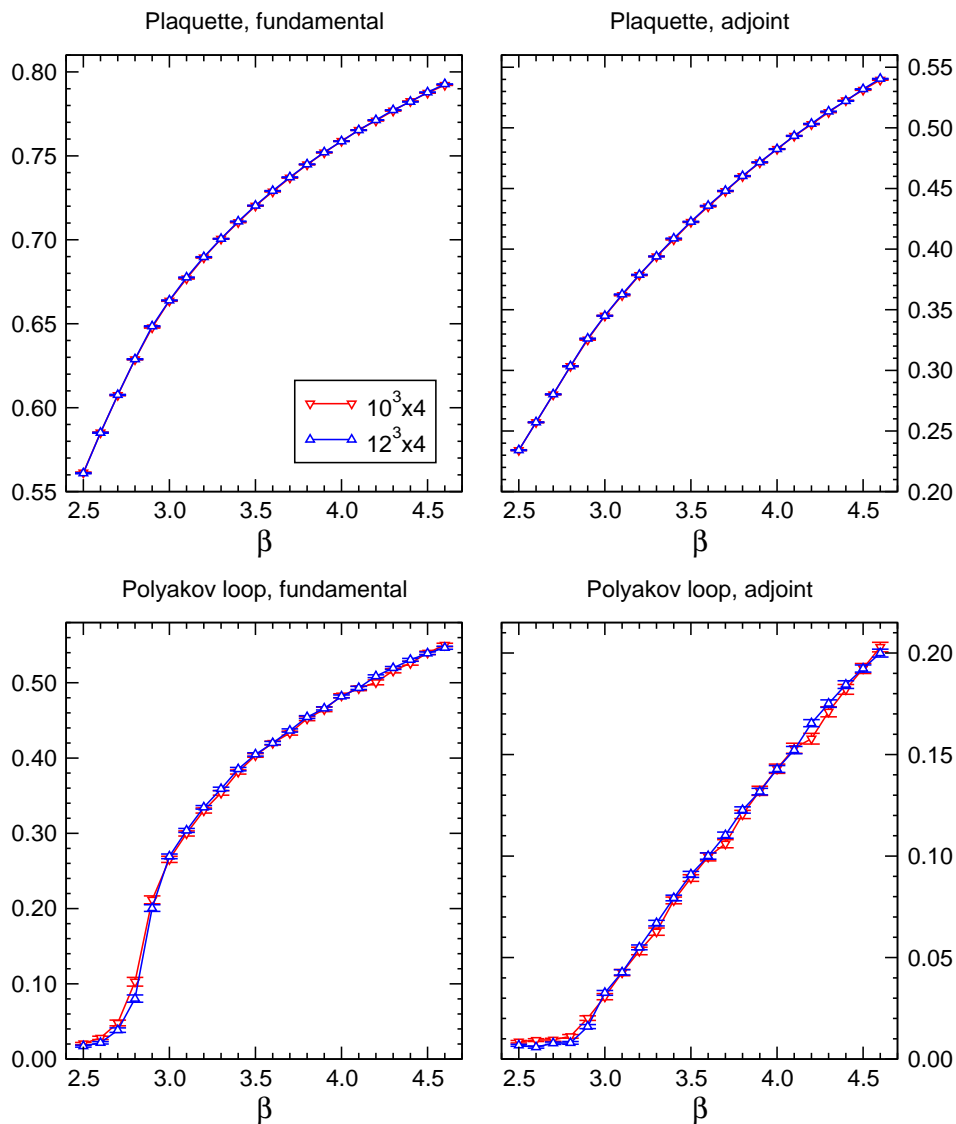 Plaquette, fundamental
Plaquette, adjoint
0.80
0.75
0.70
0.65
0.60
0.55
0.55
0.50
0.45
0.40
0.35
0.30
0.25
0.20
10³x4
12³x4
2.5 3.0 3.5 4.0 4.5
2.5 3.0 3.5 4.0 4.5
β
β
Polyakov loop, fundamental
Polyakov loop, adjoint
0.50
0.40
0.30
0.20
0.10
0.00
0.20
0.15
0.10
0.05
0.00
2.5 3.0 3.5 4.0 4.5
2.5 3.0 3.5 4.0 4.5
β
β